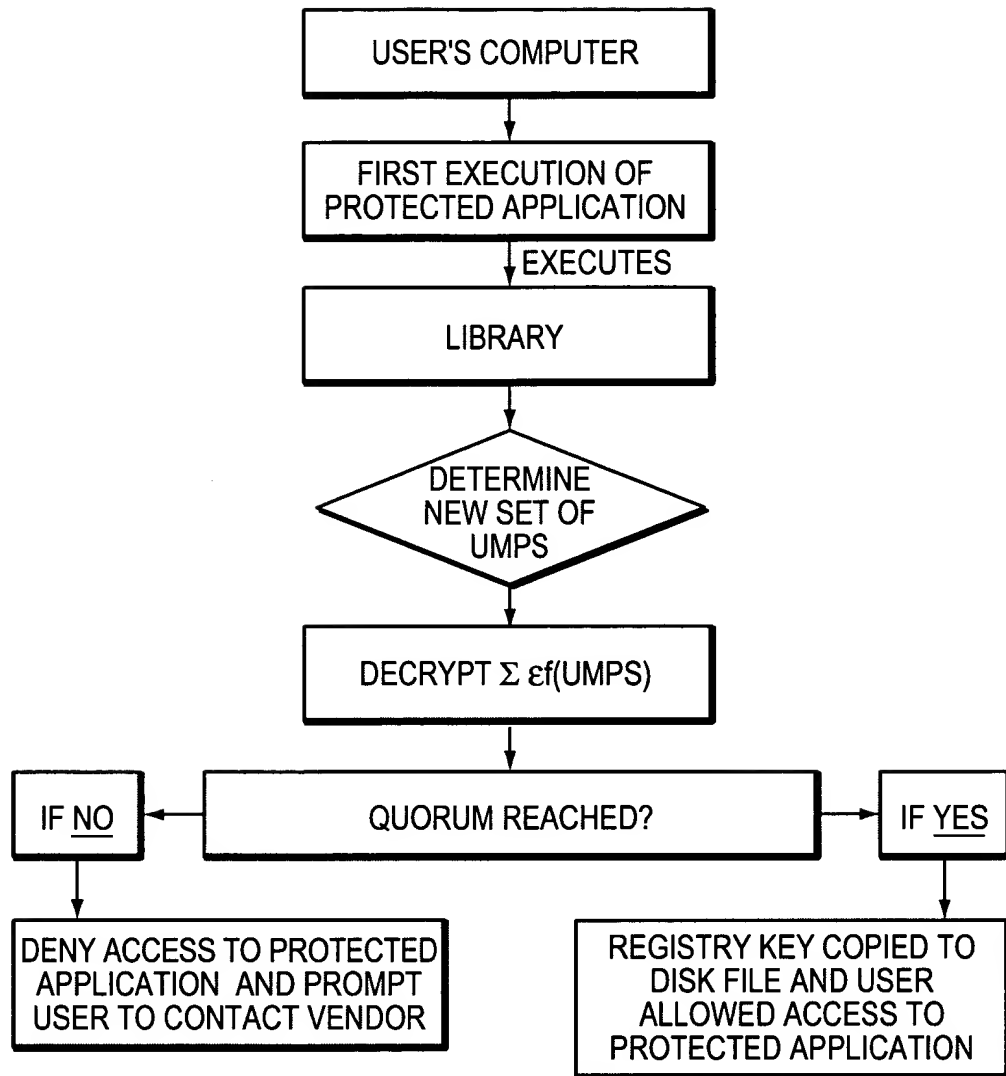 USER'S COMPUTER
FIRST EXECUTION OF
PROTECTED APPLICATION
EXECUTES
LIBRARY
DETERMINE
NEW SET OF
UMPS
DECRYPT Σ εf(UMPS)
IF NO
QUORUM REACHED?
IF YES
DENY ACCESS TO PROTECTED
APPLICATION AND PROMPT
USER TO CONTACT VENDOR
REGISTRY KEY COPIED TO
DISK FILE AND USER
ALLOWED ACCESS TO
PROTECTED APPLICATION